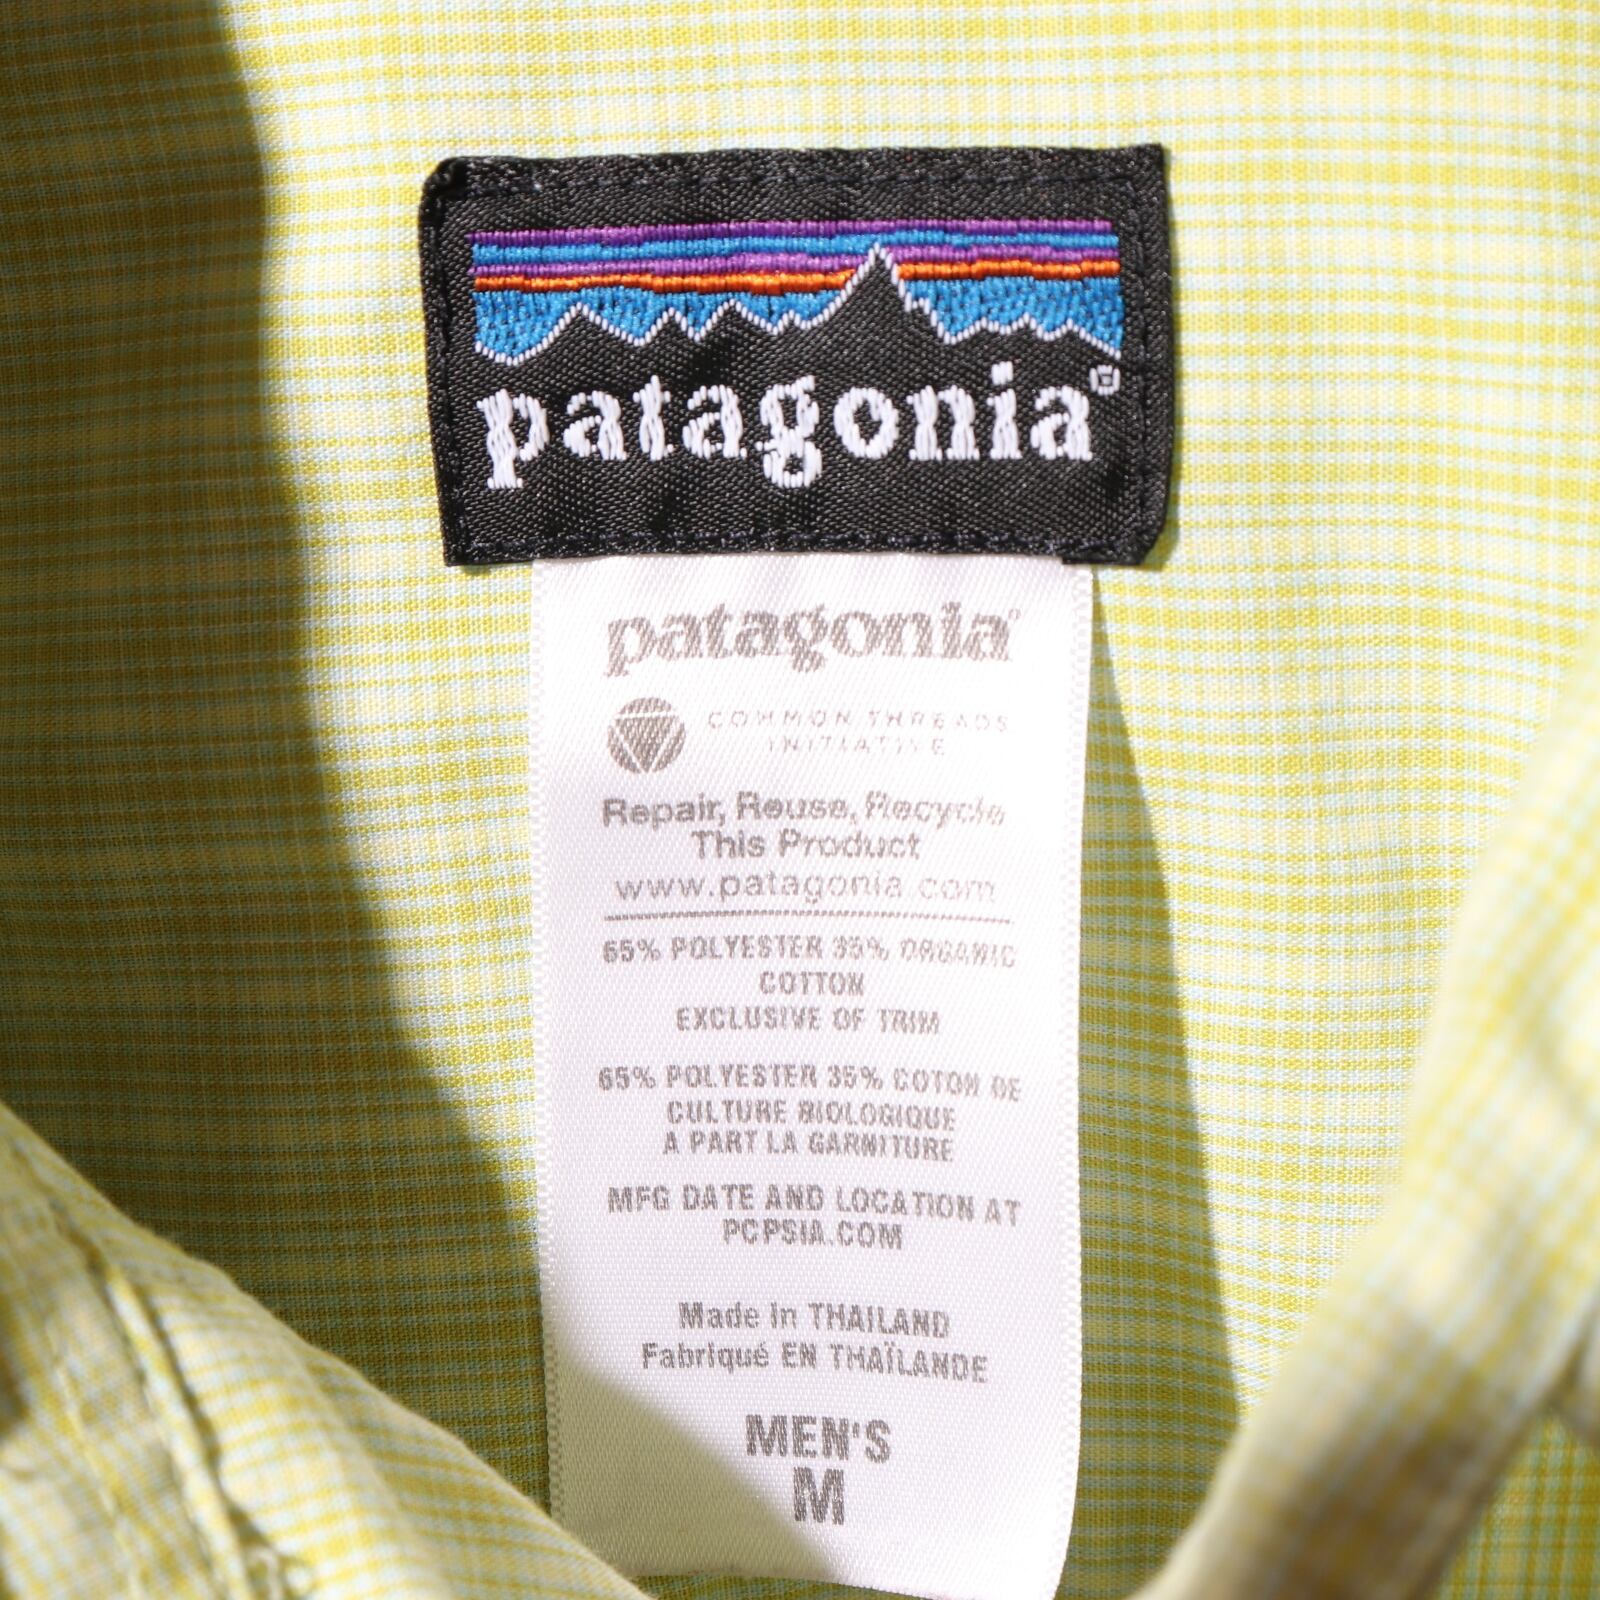 patagonia®
patagonia®
COMMON THREADS
INITIATIVE
Repair, Reuse, Recycle
This Product
www.patagonia.com
65% POLYESTER 35% ORGANIC
COTTON
EXCLUSIVE OF TRIM
65% POLYESTER 35% COTON DE
CULTURE BIOLOGIQUE
A PART LA GARNITURE
MFG DATE AND LOCATION AT
PCPSIA.COM
Made in THAILAND
Fabriqué EN THAÏLANDE
MEN'S
M